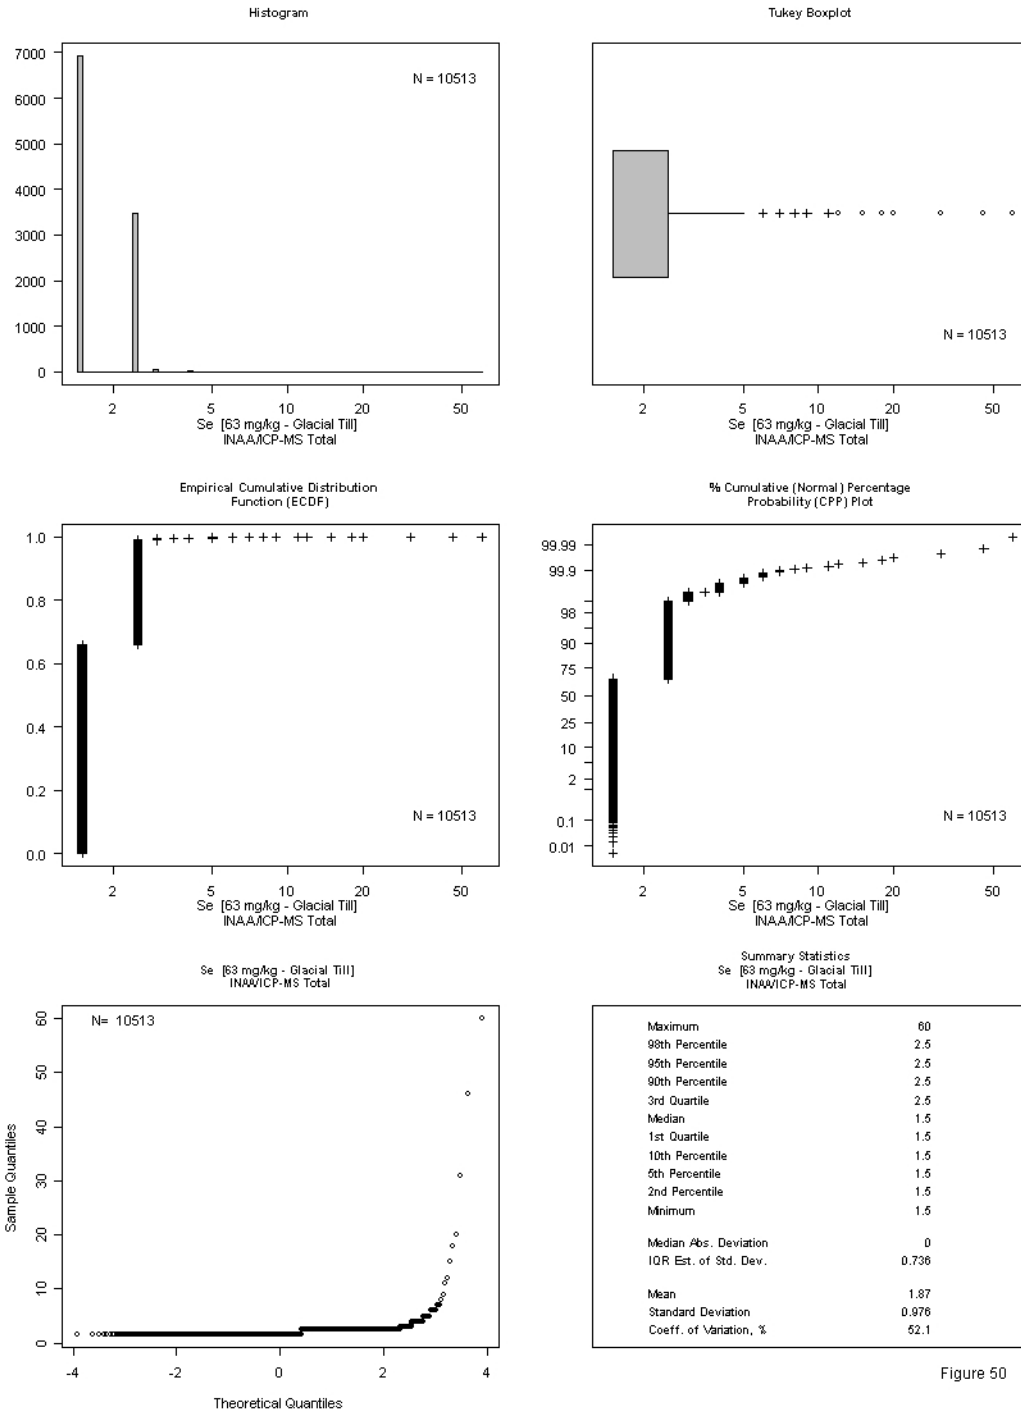 Histogram
7000
6000
5000
4000
3000
2000
1000
0
N = 10513
2 5 10 20 50
Se [63 mg/kg - Glacial Till]
INAA/ICP-MS Total
Tukey Boxplot
N = 10513
2 5 10 20 50
Se [63 mg/kg - Glacial Till]
INAA/ICP-MS Total
Empirical Cumulative Distribution
Function (ECDF)
1.0
0.8
0.6
0.4
0.2
0.0
N = 10513
2 5 10 20 50
Se [63 mg/kg - Glacial Till]
INAA/ICP-MS Total
% Cumulative (Normal) Percentage
Probability (CPP) Plot
99.99
99.9
98
90
75
50
25
10
2
0.1
0.01
N = 10513
2 5 10 20 50
Se [63 mg/kg - Glacial Till]
INAA/ICP-MS Total
Se [63 mg/kg - Glacial Till]
INAA/ICP-MS Total
N= 10513
Sample Quantiles
60
50
40
30
20
10
0
-4 -2 0 2 4
Theoretical Quantiles
Summary Statistics
Se [63 mg/kg - Glacial Till]
INAA/ICP-MS Total
Maximum 60
98th Percentile 2.5
95th Percentile 2.5
90th Percentile 2.5
3rd Quartile 2.5
Median 1.5
1st Quartile 1.5
10th Percentile 1.5
5th Percentile 1.5
2nd Percentile 1.5
Minimum 1.5
Median Abs. Deviation 0
IQR Est. of Std. Dev. 0.736
Mean 1.87
Standard Deviation 0.976
Coeff. of Variation, % 52.1
Figure 50